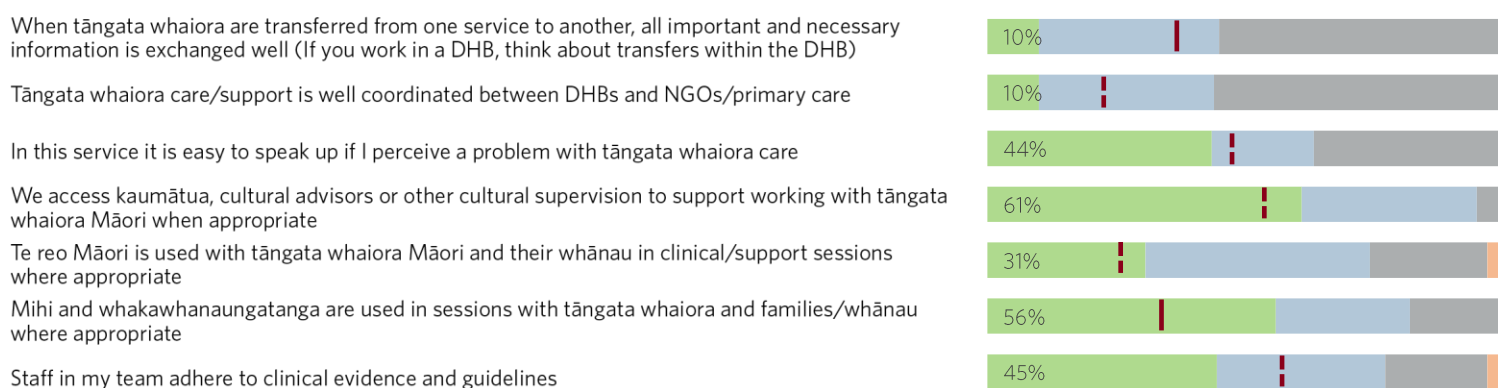 When tāngata whaiora are transferred from one service to another, all important and necessary
information is exchanged well (If you work in a DHB, think about transfers within the DHB)
10%
Tāngata whaiora care/support is well coordinated between DHBs and NGOs/primary care
10%
In this service it is easy to speak up if I perceive a problem with tāngata whaiora care
44%
We access kaumātua, cultural advisors or other cultural supervision to support working with tāngata
whaiora Māori when appropriate
61%
Te reo Māori is used with tāngata whaiora Māori and their whānau in clinical/support sessions
where appropriate
31%
Mihi and whakawhanaungatanga are used in sessions with tāngata whaiora and families/whānau
where appropriate
56%
Staff in my team adhere to clinical evidence and guidelines
45%